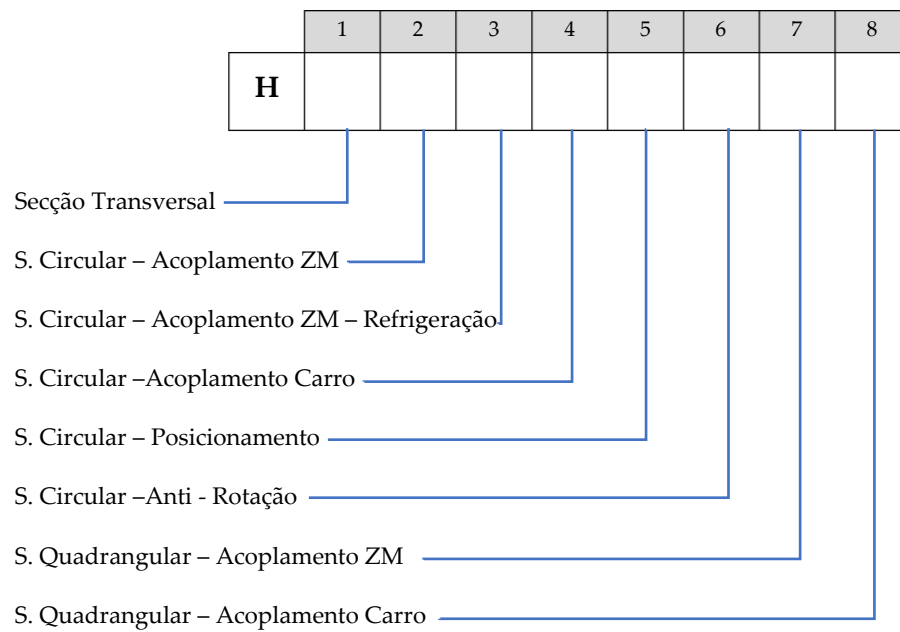 1 2 3 4 5 6 7 8
H
Secção Transversal
S. Circular – Acoplamento ZM
S. Circular – Acoplamento ZM – Refrigeração
S. Circular –Acoplamento Carro
S. Circular – Posicionamento
S. Circular –Anti - Rotação
S. Quadrangular – Acoplamento ZM
S. Quadrangular – Acoplamento Carro